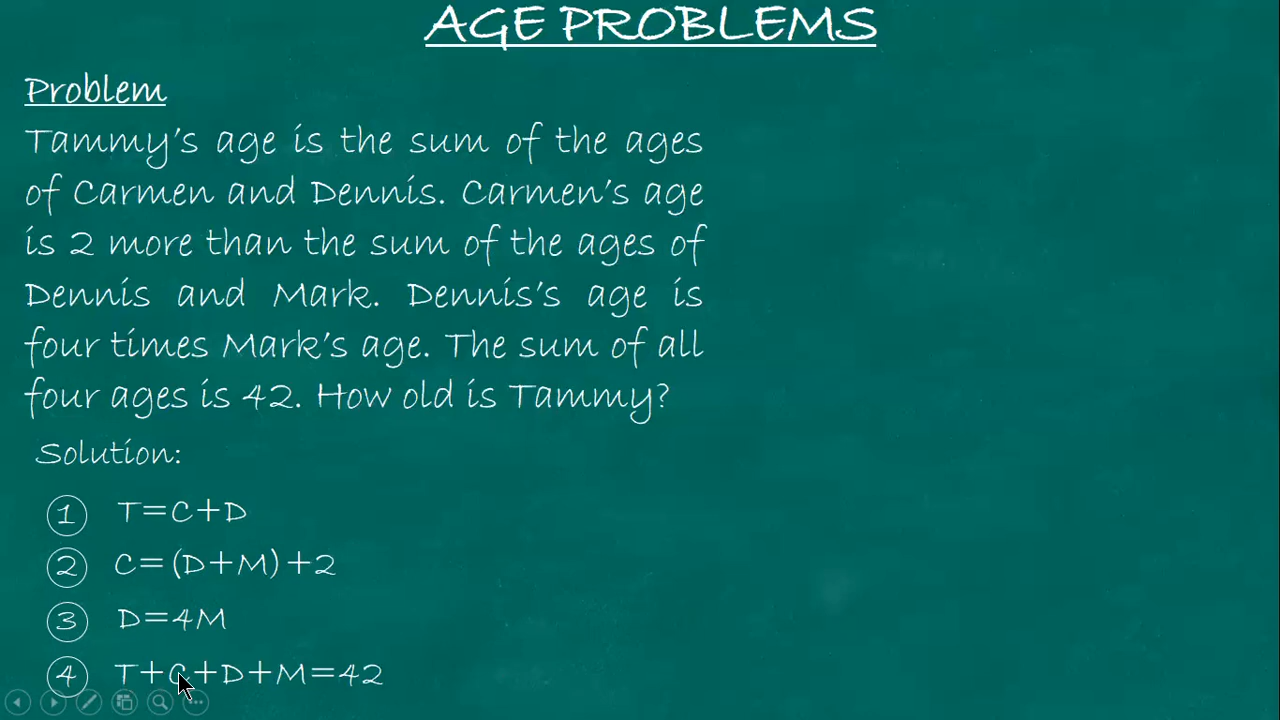 AGE PROBLEMS
Problem
Tammy's age is the sum of the ages
of Carmen and Dennis. Carmen's age
is 2 more than the sum of the ages of
Dennis and Mark. Dennis's age is
four times Mark's age. The sum of all
four ages is 42. How old is Tammy?
Solution:
1 T=C+D
2 C=(D+M)+2
3 D=4M
4 T+C+D+M=42